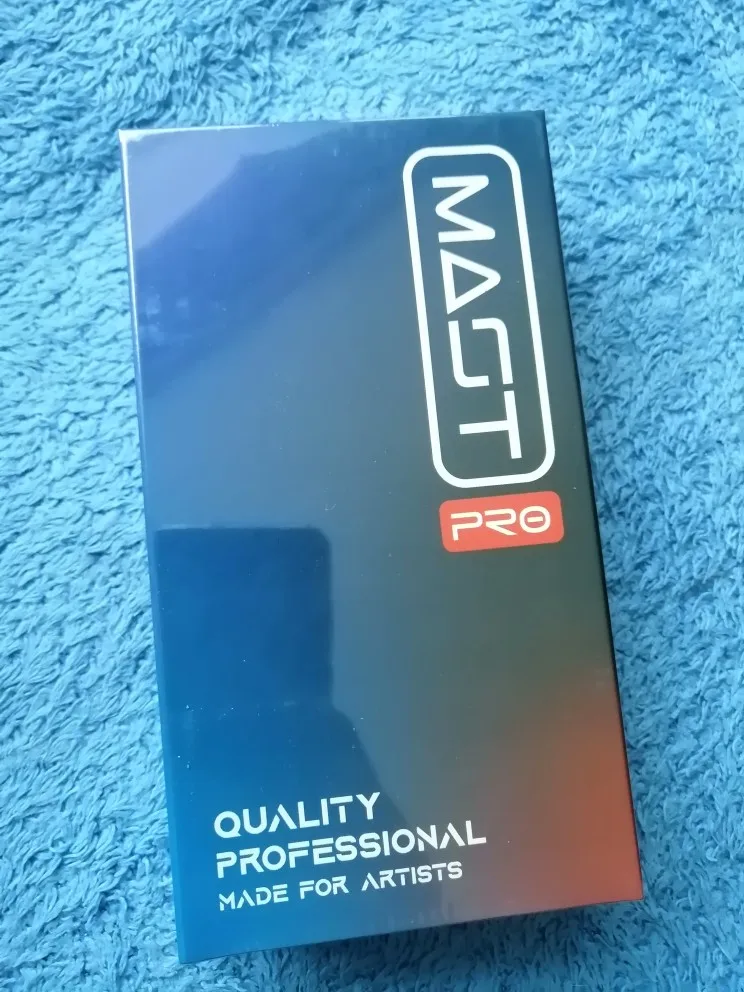 MAST
PRO
QUALITY
PROFESSIONAL
MADE FOR ARTISTS